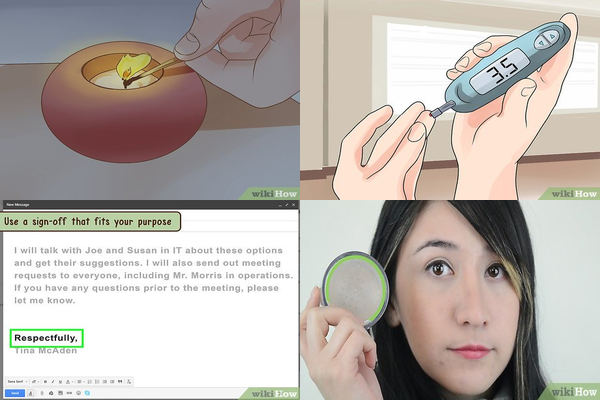 wikiHow
3.5
wikiHow
New Message
Use a sign-off that fits your purpose
I will talk with Joe and Susan in IT about these options
and get their suggestions. I will also send out meeting
requests to everyone, including Mr. Morris in operations.
If you have any questions prior to the meeting, please
let me know.
Respectfully,
Tina McAden
Sans Serif
Send
wikiHow
wikiHow